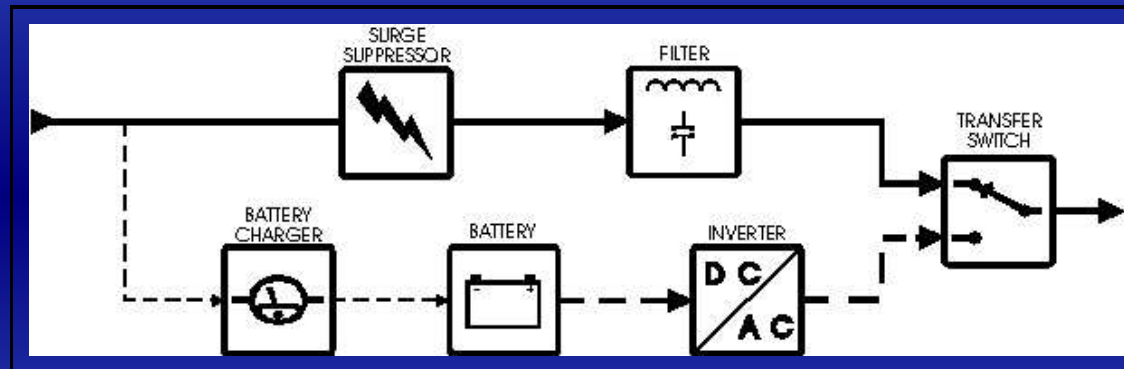 SURGE
SUPPRESSOR
FILTER
TRANSFER
SWITCH
BATTERY
CHARGER
BATTERY
INVERTER
- +
D C
A C